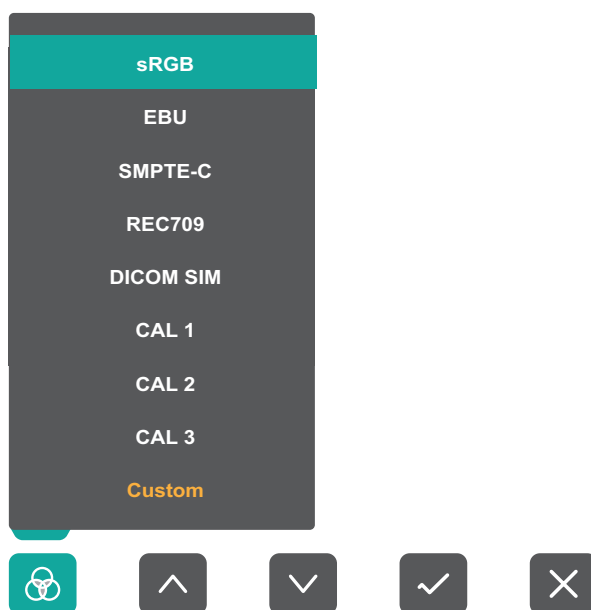 sRGB
EBU
SMPTE-C
REC709
DICOM SIM
CAL 1
CAL 2
CAL 3
Custom